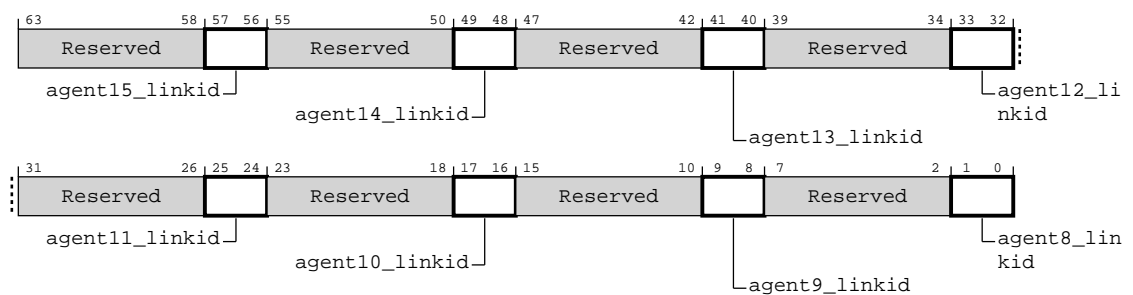 63 58 57 56 55 50 49 48 47 42 41 40 39 34 33 32
Reserved Reserved Reserved Reserved
agent15_linkid agent12_li
agent14_linkid nkid
agent13_linkid
31 26 25 24 23 18 17 16 15 10 9 8 7 2 1 0
Reserved Reserved Reserved Reserved
agent11_linkid agent8_lin
agent10_linkid kid
agent9_linkid